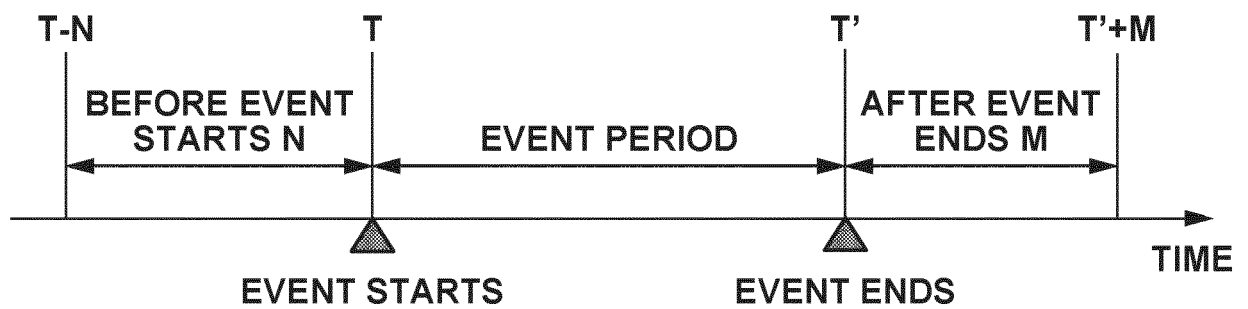 T-N T T' T'+M
BEFORE EVENT
STARTS N
EVENT PERIOD
AFTER EVENT
ENDS M
TIME
EVENT STARTS
EVENT ENDS